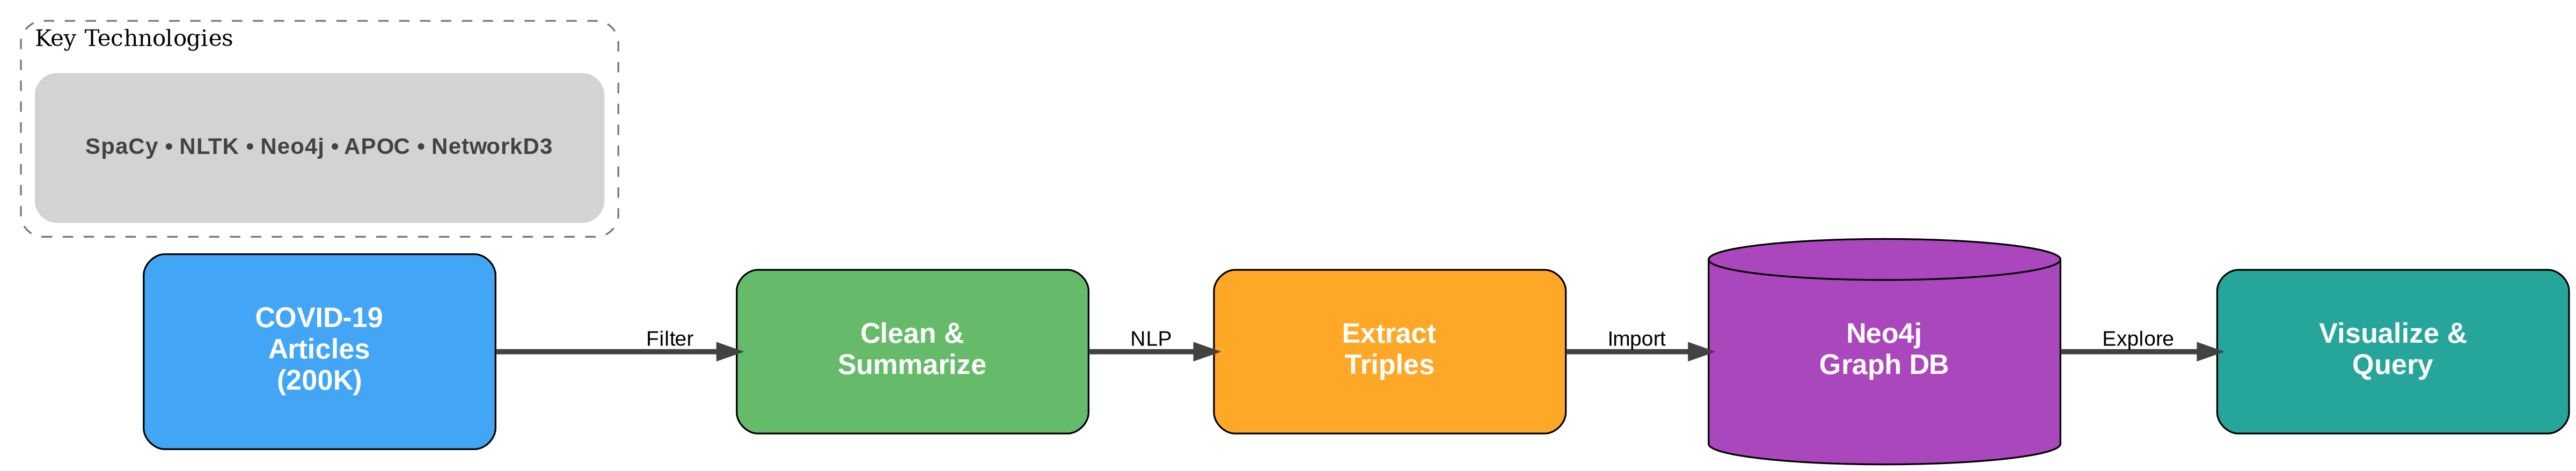 Key Technologies
SpaCy • NLTK • Neo4j • APOC • NetworkD3
COVID-19
Articles
(200K)
Filter
Clean &
Summarize
NLP
Extract
Triples
Import
Neo4j
Graph DB
Explore
Visualize &
Query